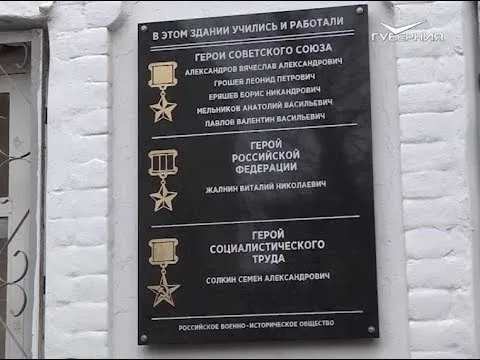 ГУБЕРНИЯ
В ЭТОМ ЗДАНИИ УЧИЛИСЬ И РАБОТАЛИ
ГЕРОИ СОВЕТСКОГО СОЮЗА
АЛЕКСАНДРОВ ВЯЧЕСЛАВ АЛЕКСАНДРОВИЧ
ГРОШЕВ ЛЕОНИД ПЕТРОВИЧ
ЕРЯШЕВ БОРИС НИКАНДРОВИЧ
МЕЛЬНИКОВ АНАТОЛИЙ ВАСИЛЬЕВИЧ
ПАВЛОВ ВАЛЕНТИН ВАСИЛЬЕВИЧ
ГЕРОЙ
РОССИЙСКОЙ
ФЕДЕРАЦИИ
ЖАЛНИН ВИТАЛИЙ НИКОЛАЕВИЧ
ГЕРОЙ
СОЦИАЛИСТИЧЕСКОГО
ТРУДА
СОЛКИН СЕМЕН АЛЕКСАНДРОВИЧ
РОССИЙСКОЕ ВОЕННО-ИСТОРИЧЕСКОЕ ОБЩЕСТВО